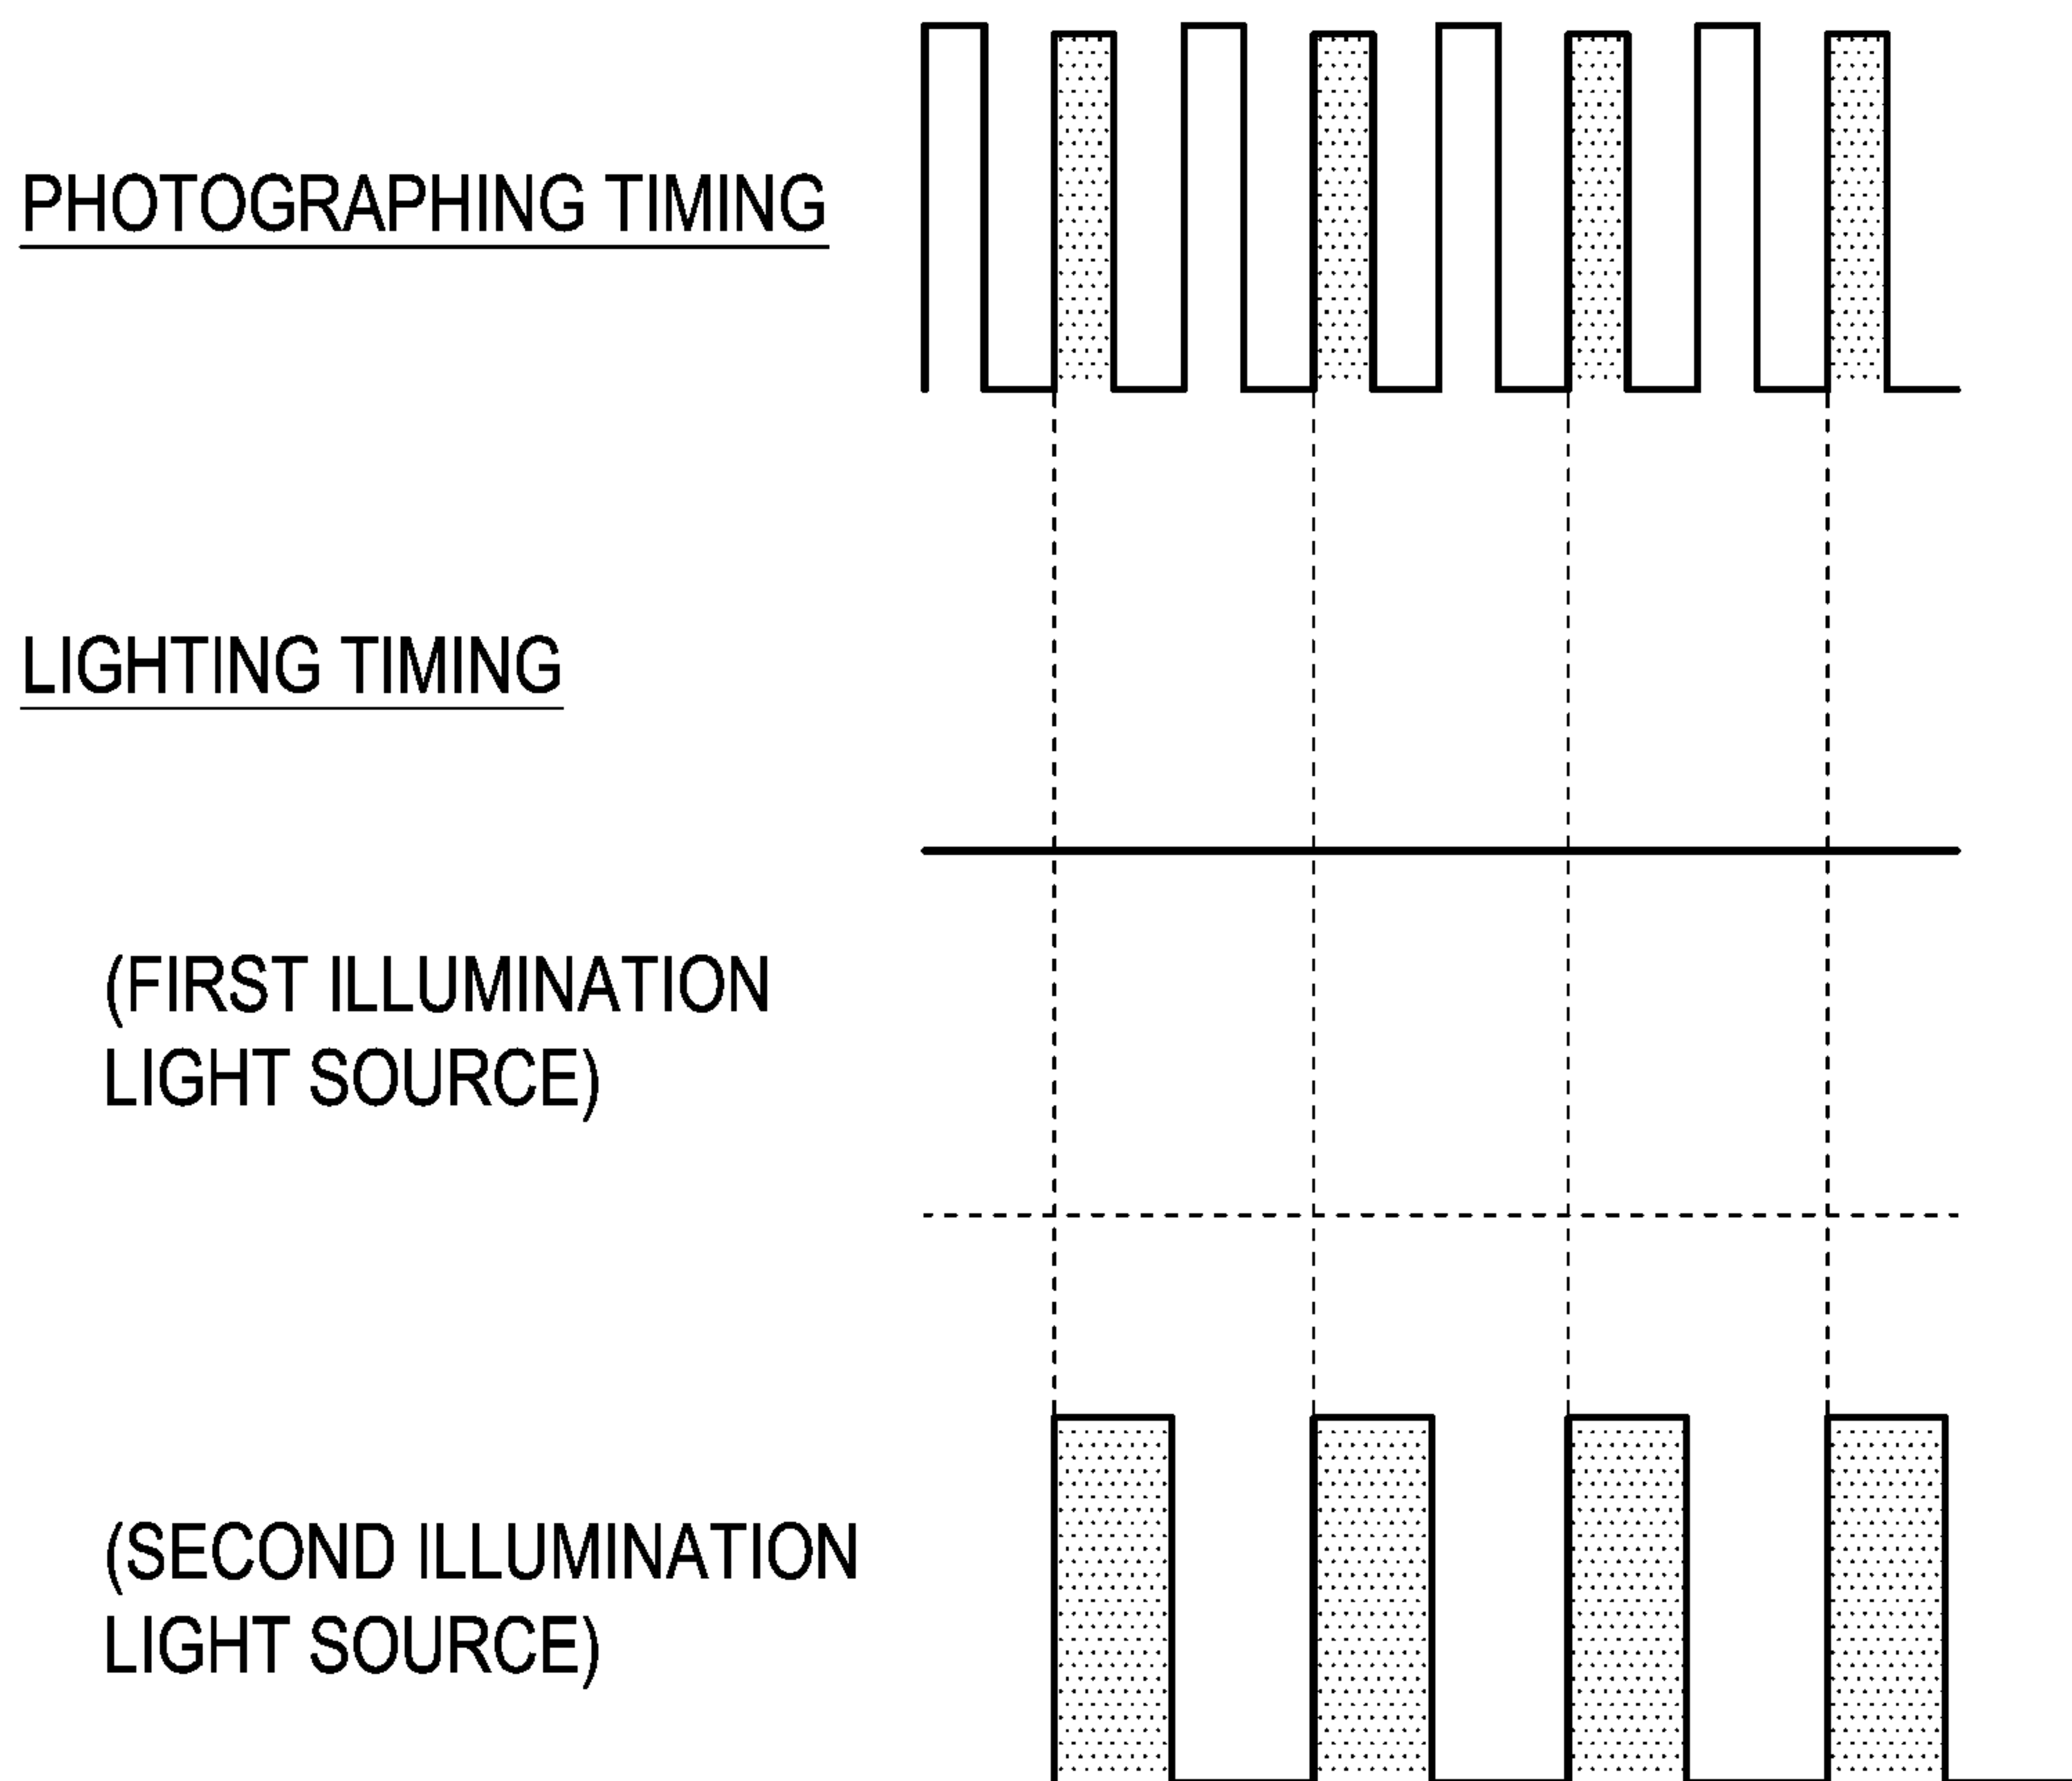 PHOTOGRAPHING TIMING
LIGHTING TIMING
(FIRST ILLUMINATION
LIGHT SOURCE)
(SECOND ILLUMINATION
LIGHT SOURCE)